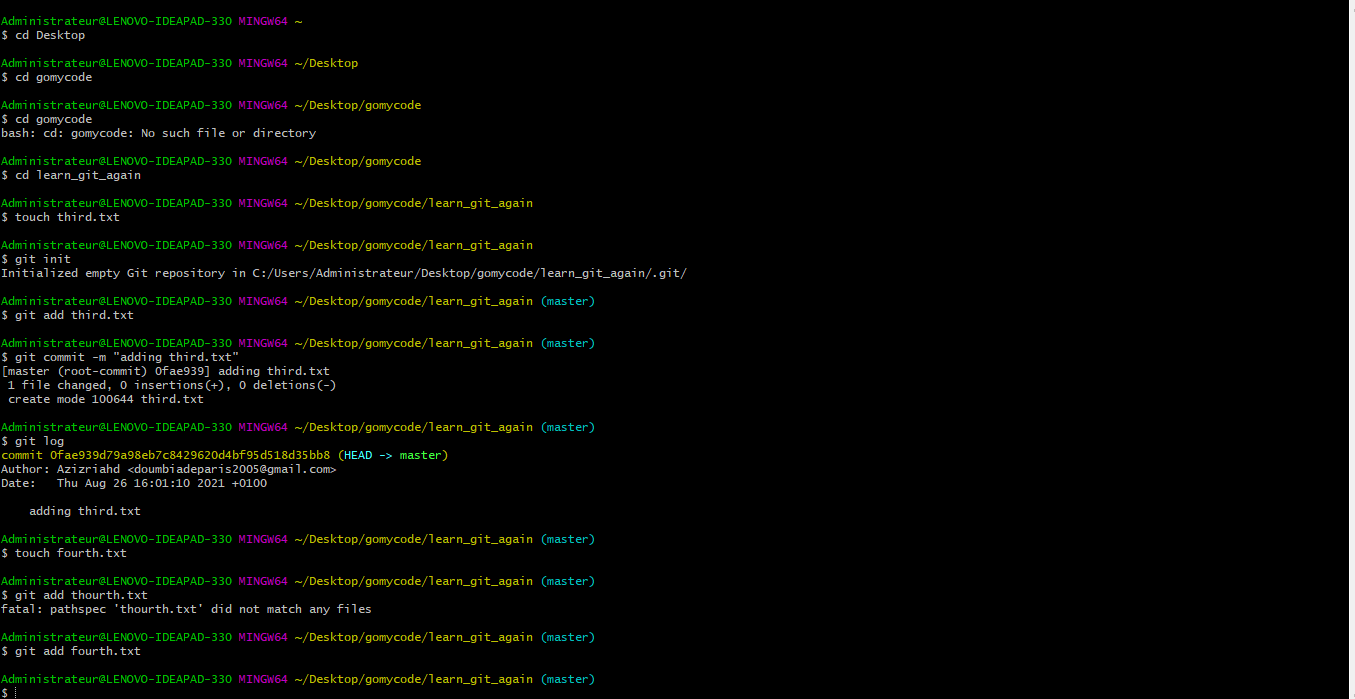 Administrateur@LENOVO-IDEAPAD-330 MINGW64 ~
$ cd Desktop
Administrateur@LENOVO-IDEAPAD-330 MINGW64 ~/Desktop
$ cd gomycode
Administrateur@LENOVO-IDEAPAD-330 MINGW64 ~/Desktop/gomycode
$ cd gomycode
bash: cd: gomycode: No such file or directory
Administrateur@LENOVO-IDEAPAD-330 MINGW64 ~/Desktop/gomycode
$ cd learn_git_again
Administrateur@LENOVO-IDEAPAD-330 MINGW64 ~/Desktop/gomycode/learn_git_again
$ touch third.txt
Administrateur@LENOVO-IDEAPAD-330 MINGW64 ~/Desktop/gomycode/learn_git_again
$ git init
Initialized empty Git repository in C:/Users/Administrateur/Desktop/gomycode/learn_git_again/.git/
Administrateur@LENOVO-IDEAPAD-330 MINGW64 ~/Desktop/gomycode/learn_git_again (master)
$ git add third.txt
Administrateur@LENOVO-IDEAPAD-330 MINGW64 ~/Desktop/gomycode/learn_git_again (master)
$ git commit -m "adding third.txt"
[master (root-commit) 0fae939] adding third.txt
 1 file changed, 0 insertions(+), 0 deletions(-)
 create mode 100644 third.txt
Administrateur@LENOVO-IDEAPAD-330 MINGW64 ~/Desktop/gomycode/learn_git_again (master)
$ git log
commit 0fae939d79a98eb7c8429620d4bf95d518d35bb8 (HEAD -> master)
Author: Azizriahd <doumbiadeparis2005@gmail.com>
Date:   Thu Aug 26 16:01:10 2021 +0100
    adding third.txt
Administrateur@LENOVO-IDEAPAD-330 MINGW64 ~/Desktop/gomycode/learn_git_again (master)
$ touch fourth.txt
Administrateur@LENOVO-IDEAPAD-330 MINGW64 ~/Desktop/gomycode/learn_git_again (master)
$ git add thourth.txt
fatal: pathspec 'thourth.txt' did not match any files
Administrateur@LENOVO-IDEAPAD-330 MINGW64 ~/Desktop/gomycode/learn_git_again (master)
$ git add fourth.txt
Administrateur@LENOVO-IDEAPAD-330 MINGW64 ~/Desktop/gomycode/learn_git_again (master)
$